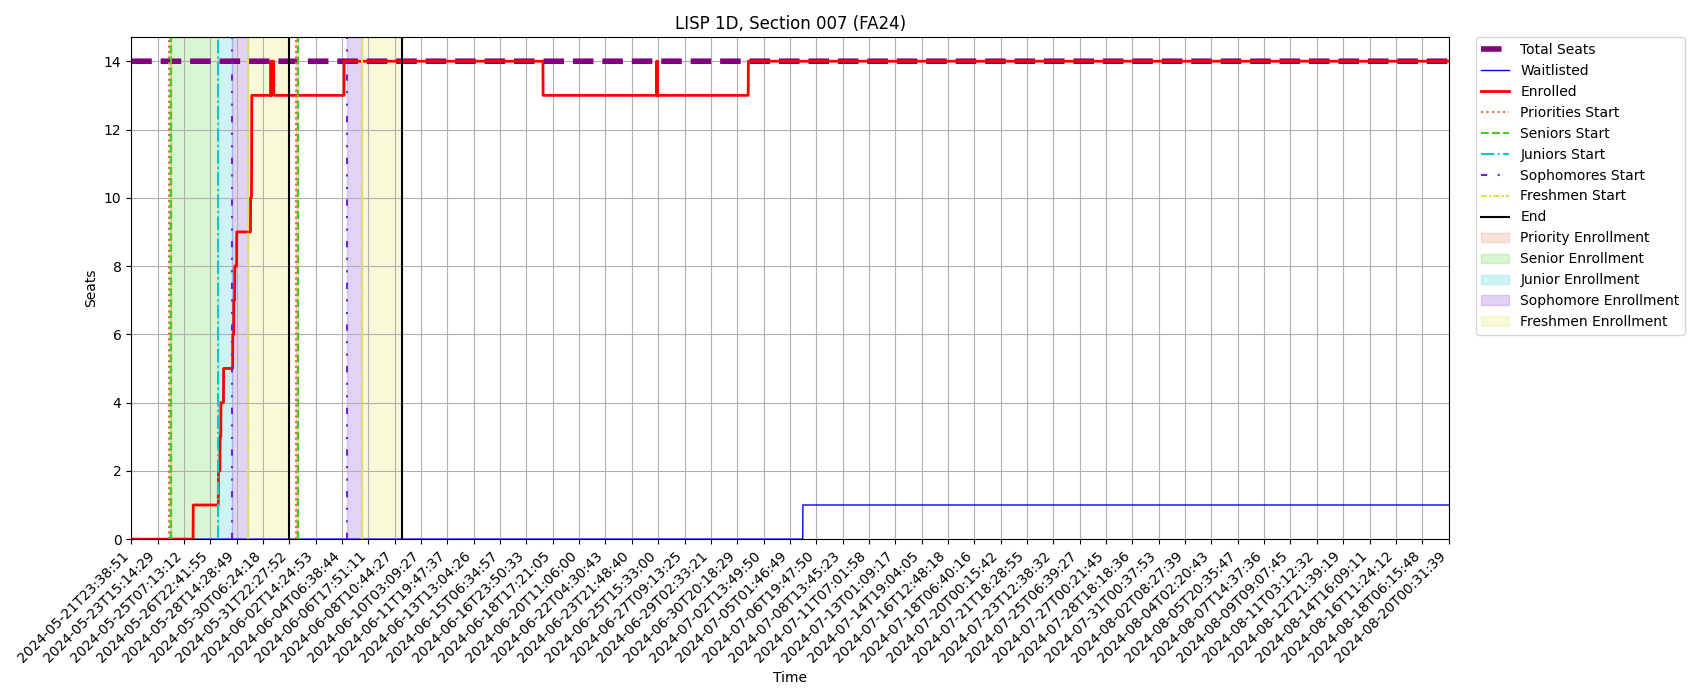 LISP 1D, Section 007 (FA24)
Total Seats
Waitlisted
Enrolled
Priorities Start
Seniors Start
Juniors Start
Sophomores Start
Freshmen Start
End
Priority Enrollment
Senior Enrollment
Junior Enrollment
Sophomore Enrollment
Freshmen Enrollment
Seats
14
12
10
8
6
4
2
0
2024-05-21T23:38:51
2024-05-23T15:14:29
2024-05-25T07:13:12
2024-05-26T22:41:55
2024-05-28T14:28:49
2024-05-30T06:24:18
2024-05-31T22:27:52
2024-06-02T14:24:53
2024-06-04T06:38:44
2024-06-06T17:51:11
2024-06-08T10:44:27
2024-06-10T03:09:27
2024-06-11T19:47:37
2024-06-13T13:04:26
2024-06-15T06:34:57
2024-06-16T23:50:33
2024-06-18T17:21:05
2024-06-20T11:06:00
2024-06-22T04:30:43
2024-06-23T21:48:40
2024-06-25T15:33:00
2024-06-27T09:13:25
2024-06-29T02:33:21
2024-06-30T20:18:29
2024-07-02T13:49:50
2024-07-05T01:46:49
2024-07-06T19:47:50
2024-07-08T13:45:23
2024-07-11T07:01:58
2024-07-13T01:09:17
2024-07-14T19:04:05
2024-07-16T12:48:18
2024-07-18T06:40:16
2024-07-20T00:15:42
2024-07-21T18:28:55
2024-07-23T12:38:32
2024-07-25T06:39:27
2024-07-27T00:21:45
2024-07-28T18:18:36
2024-07-31T00:37:53
2024-08-02T08:27:39
2024-08-04T02:20:43
2024-08-05T20:35:47
2024-08-07T14:37:36
2024-08-09T09:07:45
2024-08-11T03:12:32
2024-08-12T21:39:19
2024-08-14T16:09:11
2024-08-16T11:24:12
2024-08-18T06:15:48
2024-08-20T00:31:39
Time